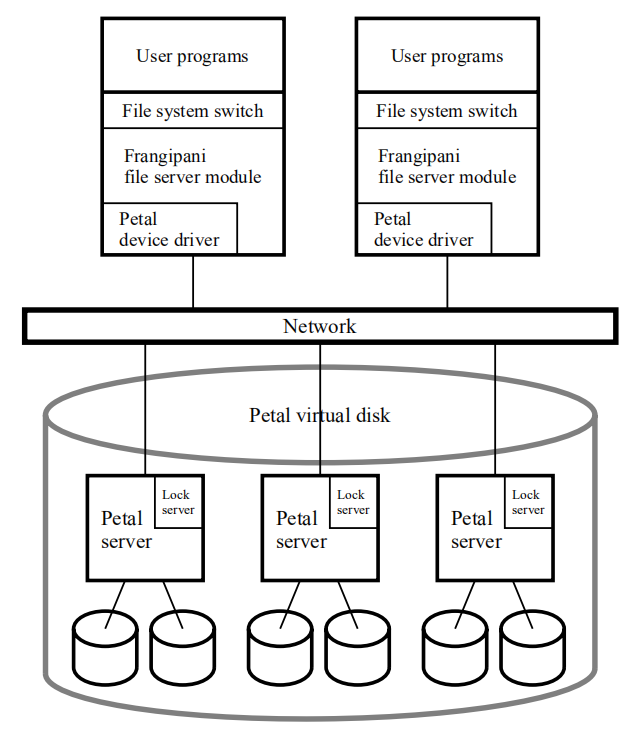 User programs
User programs
File system switch
File system switch
Frangipani
file server module
Frangipani
file server module
Petal
device driver
Petal
device driver
Network
Petal virtual disk
Petal
server
Lock
server
Petal
server
Lock
server
Petal
server
Lock
server